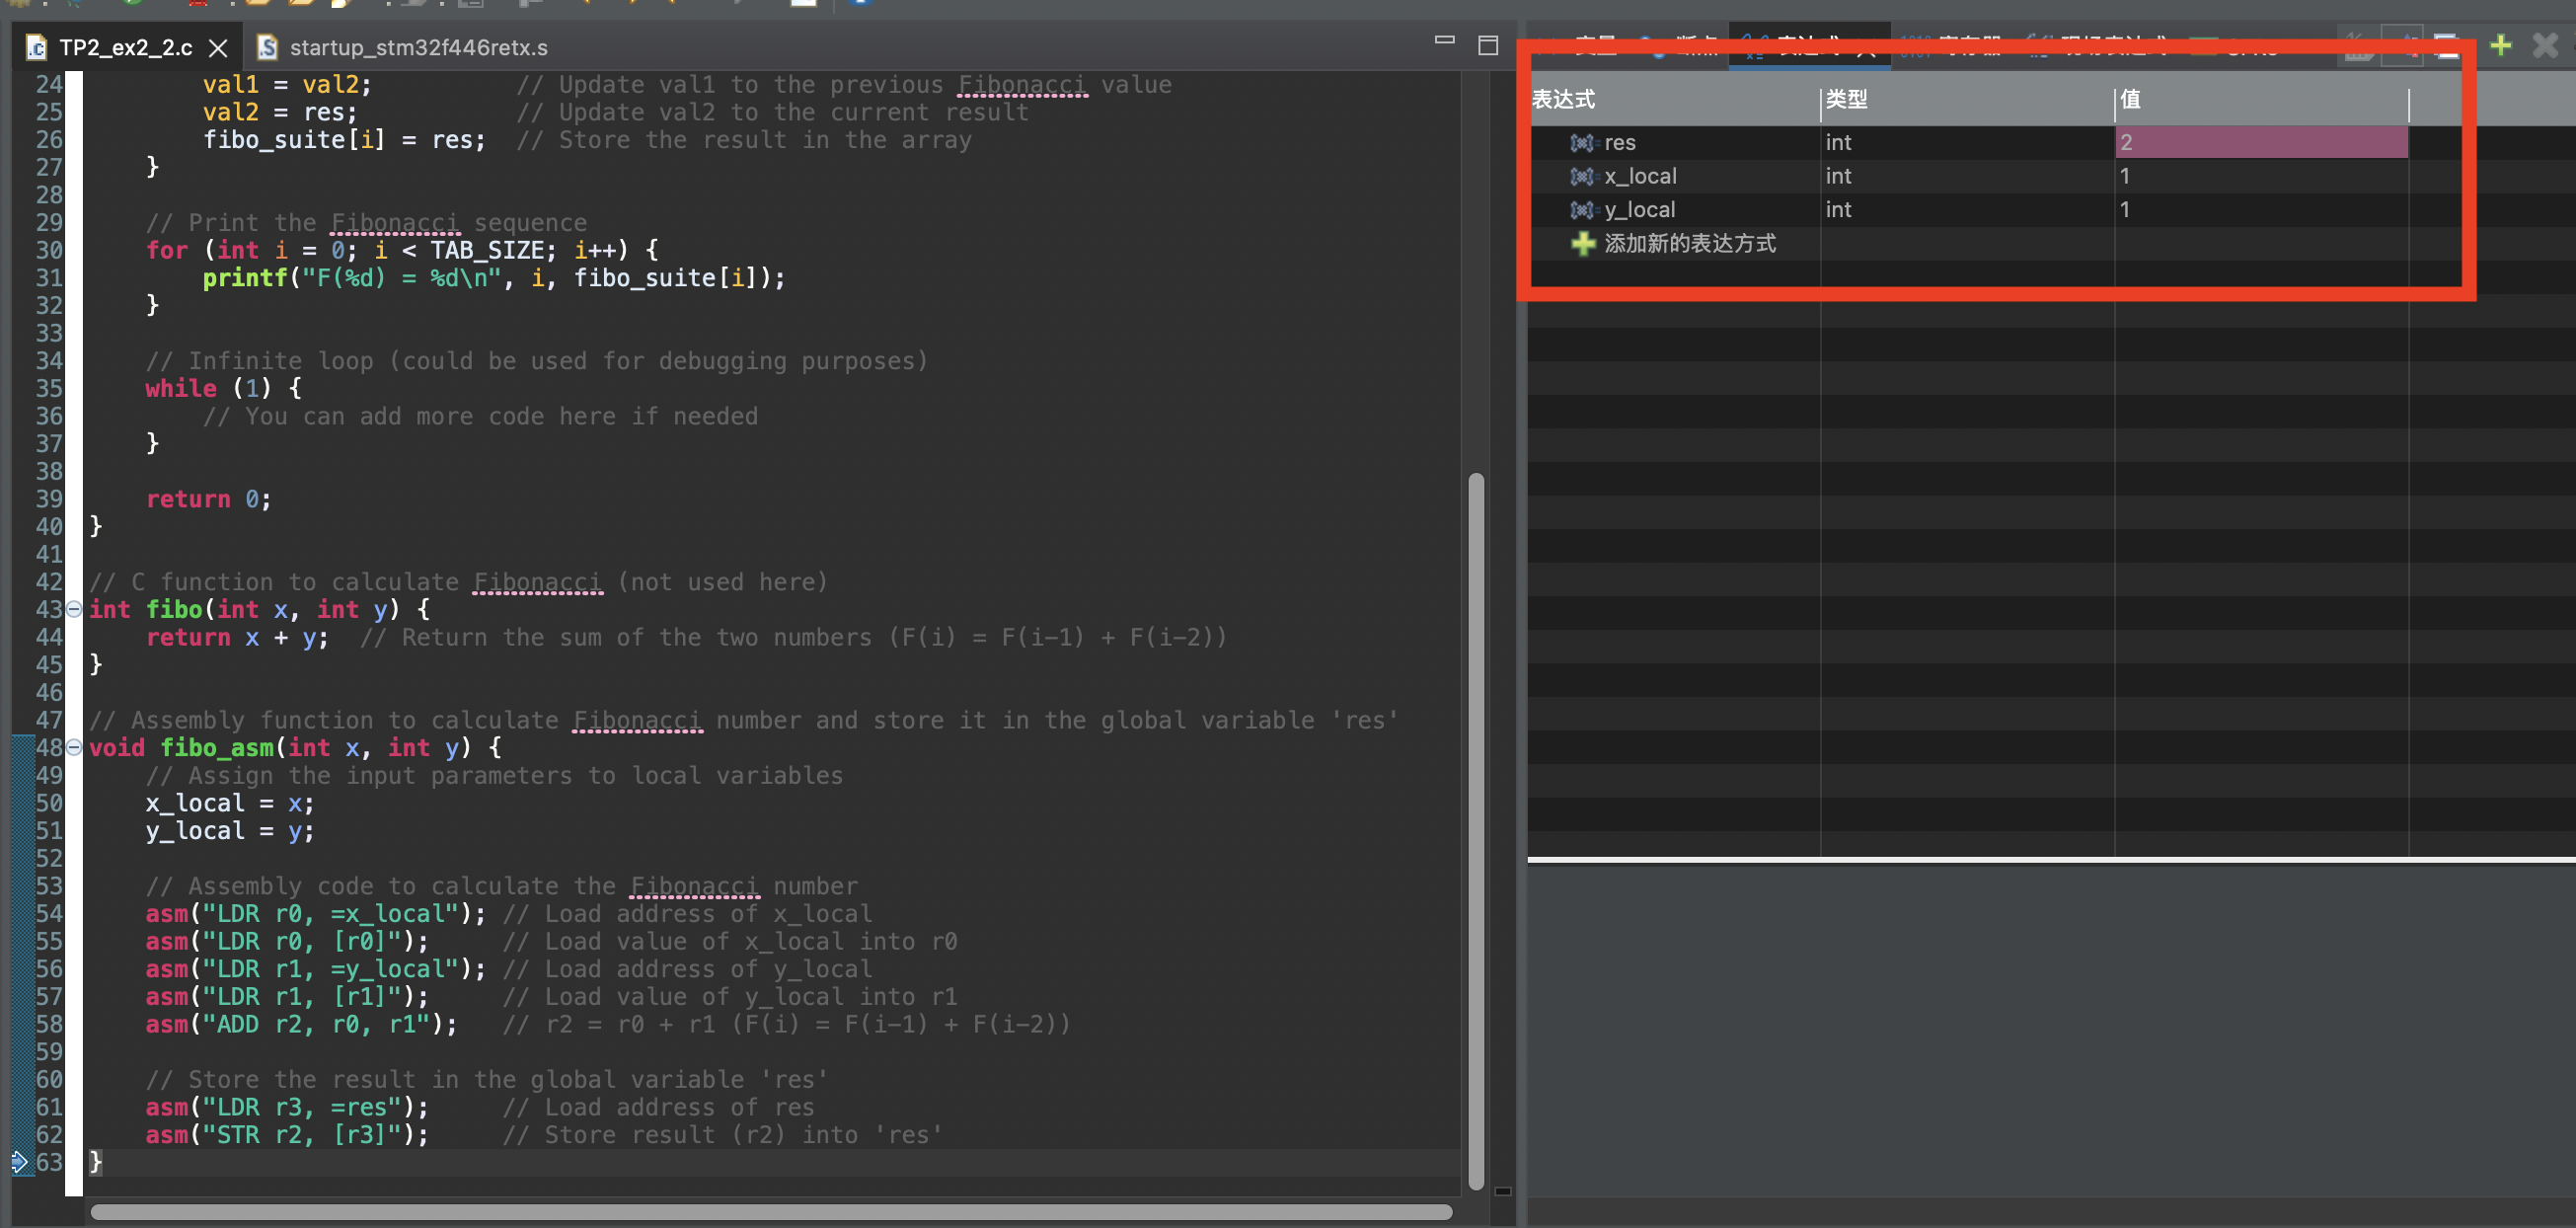 TP2_ex2_2.c
startup_stm32f446retx.s
24 val1 = val2; // Update val1 to the previous Fibonacci value
25 val2 = res; // Update val2 to the current result
26 fibo_suite[i] = res; // Store the result in the array
27 }
28
29 // Print the Fibonacci sequence
30 for (int i = 0; i < TAB_SIZE; i++) {
31 printf("F(%d) = %d\n", i, fibo_suite[i]);
32 }
33
34 // Infinite loop (could be used for debugging purposes)
35 while (1) {
36 // You can add more code here if needed
37 }
38
39 return 0;
40 }
41
42 // C function to calculate Fibonacci (not used here)
43 int fibo(int x, int y) {
44 return x + y; // Return the sum of the two numbers (F(i) = F(i-1) + F(i-2))
45 }
46
47 // Assembly function to calculate Fibonacci number and store it in the global variable 'res'
48 void fibo_asm(int x, int y) {
49 // Assign the input parameters to local variables
50 x_local = x;
51 y_local = y;
52
53 // Assembly code to calculate the Fibonacci number
54 asm("LDR r0, =x_local"); // Load address of x_local
55 asm("LDR r0, [r0]"); // Load value of x_local into r0
56 asm("LDR r1, =y_local"); // Load address of y_local
57 asm("LDR r1, [r1]"); // Load value of y_local into r1
58 asm("ADD r2, r0, r1"); // r2 = r0 + r1 (F(i) = F(i-1) + F(i-2))
59
60 // Store the result in the global variable 'res'
61 asm("LDR r3, =res"); // Load address of res
62 asm("STR r2, [r3]"); // Store result (r2) into 'res'
63 }
表达式 类型 值
res int 2
x_local int 1
y_local int 1
添加新的表达方式